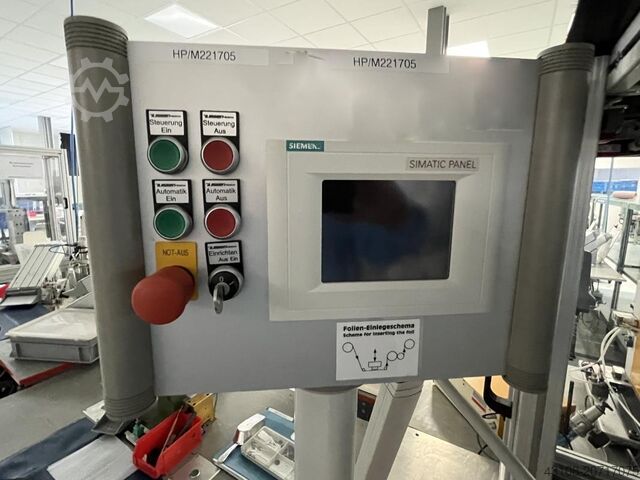 HP/M221705
HP/M221705
Steuerung
Ein
Steuerung
Aus
SIEMENS
SIMATIC PANEL
Automatik
Ein
Automatik
Aus
NOT-AUS
Einrichten
Aus Ein
Folien-Einlegeschema
Scheme for inserting the foil